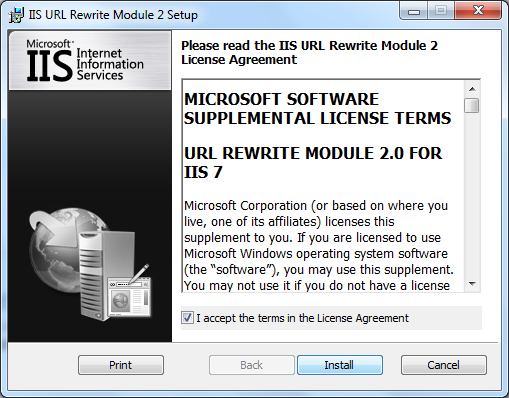 IIS URL Rewrite Module 2 Setup
Microsoft®
IIS Internet
Information
Services
Please read the IIS URL Rewrite Module 2
License Agreement
MICROSOFT SOFTWARE
SUPPLEMENTAL LICENSE TERMS
URL REWRITE MODULE 2.0 FOR
IIS 7
Microsoft Corporation (or based on where you
live, one of its affiliates) licenses this
supplement to you. If you are licensed to use
Microsoft Windows operating system software
(the “software”), you may use this supplement.
You may not use it if you do not have a license
I accept the terms in the License Agreement
Print
Back
Install
Cancel